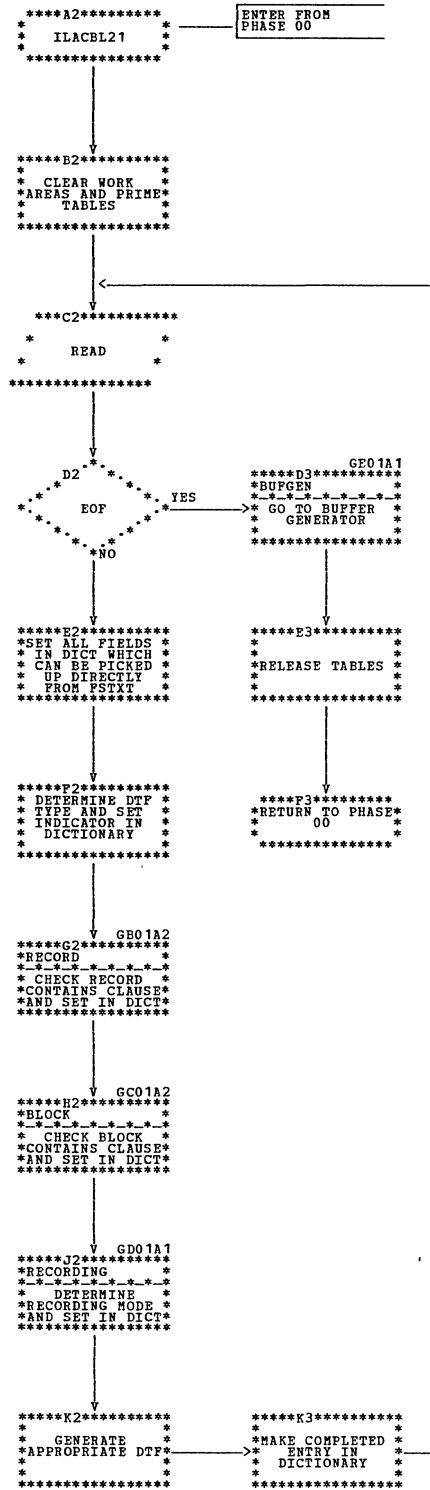 A2
ILACBL21
ENTER FROM
PHASE 00
B2
CLEAR WORK
AREAS AND PRIME
TABLES
C2
READ
D2
EOF
YES
NO
GE01A1
D3
BUFGEN
GO TO BUFFER
GENERATOR
E2
SET ALL FIELDS
IN DICT WHICH
CAN BE PICKED
UP DIRECTLY
FROM FSTXT
E3
RELEASE TABLES
F2
DETERMINE DTF
TYPE AND SET
INDICATOR IN
DICTIONARY
F3
RETURN TO PHASE
00
GB01A2
G2
RECORD
CHECK RECORD
CONTAINS CLAUSE
AND SET IN DICT
GC01A2
H2
BLOCK
CHECK BLOCK
CONTAINS CLAUSE
AND SET IN DICT
GD01A1
J2
RECORDING
DETERMINE
RECORDING MODE
AND SET IN DICT
K2
GENERATE
APPROPRIATE DTF
K3
MAKE COMPLETED
ENTRY IN
DICTIONARY